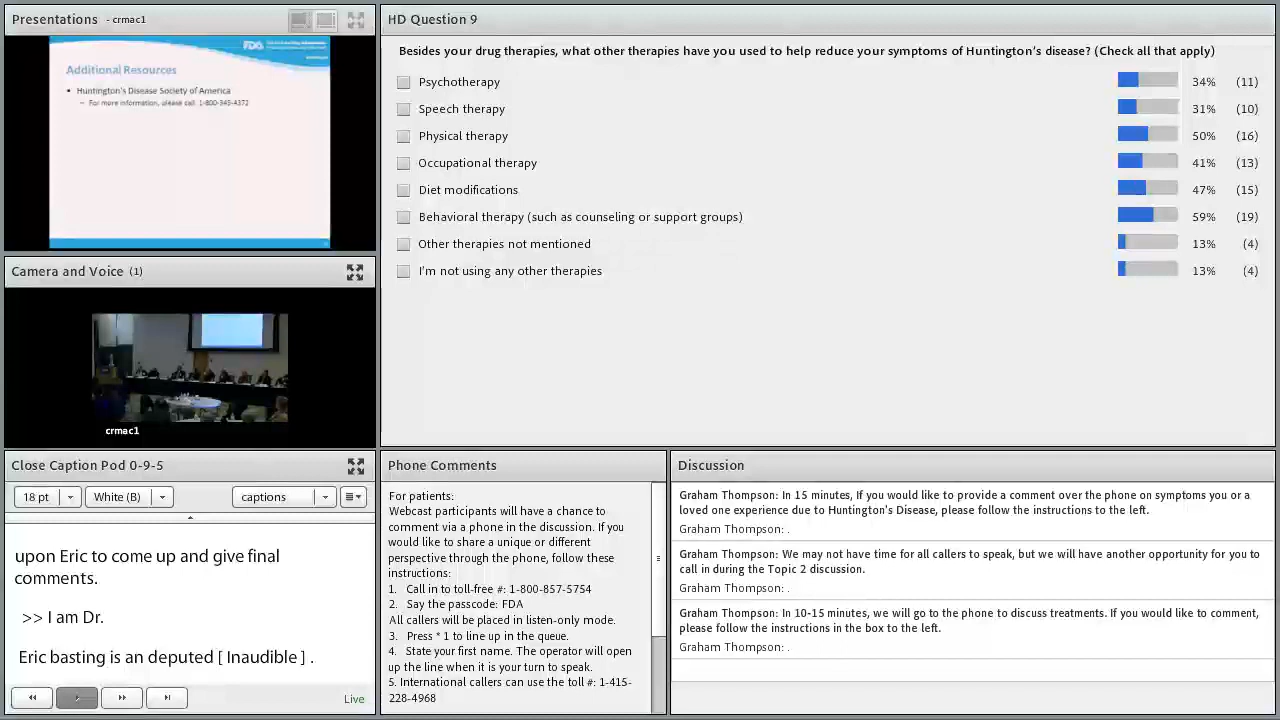 Presentations - crmac1
FDA
Additional Resources
• Huntington's Disease Society of America
– For more information, please call: 1-800-345-4372
Camera and Voice (1)
crmac1
Close Caption Pod 0-9-5
18 pt White (B) captions
upon Eric to come up and give final
comments.
>> I am Dr.
Eric basting is an deputed [ Inaudible ] .
Live
HD Question 9
Besides your drug therapies, what other therapies have you used to help reduce your symptoms of Huntington's disease? (Check all that apply)
Psychotherapy 34% (11)
Speech therapy 31% (10)
Physical therapy 50% (16)
Occupational therapy 41% (13)
Diet modifications 47% (15)
Behavioral therapy (such as counseling or support groups) 59% (19)
Other therapies not mentioned 13% (4)
I'm not using any other therapies 13% (4)
Phone Comments
For patients:
Webcast participants will have a chance to
comment via a phone in the discussion. If you
would like to share a unique or different
perspective through the phone, follow these
instructions:
1. Call in to toll-free #: 1-800-857-5754
2. Say the passcode: FDA
All callers will be placed in listen-only mode.
3. Press * 1 to line up in the queue.
4. State your first name. The operator will open
up the line when it is your turn to speak.
5. International callers can use the toll #: 1-415-
228-4968
Discussion
Graham Thompson: In 15 minutes, If you would like to provide a comment over the phone on symptoms you or a
loved one experience due to Huntington's Disease, please follow the instructions to the left.
Graham Thompson: .
Graham Thompson: We may not have time for all callers to speak, but we will have another opportunity for you to
call in during the Topic 2 discussion.
Graham Thompson: .
Graham Thompson: In 10-15 minutes, we will go to the phone to discuss treatments. If you would like to comment,
please follow the instructions in the box to the left.
Graham Thompson: .